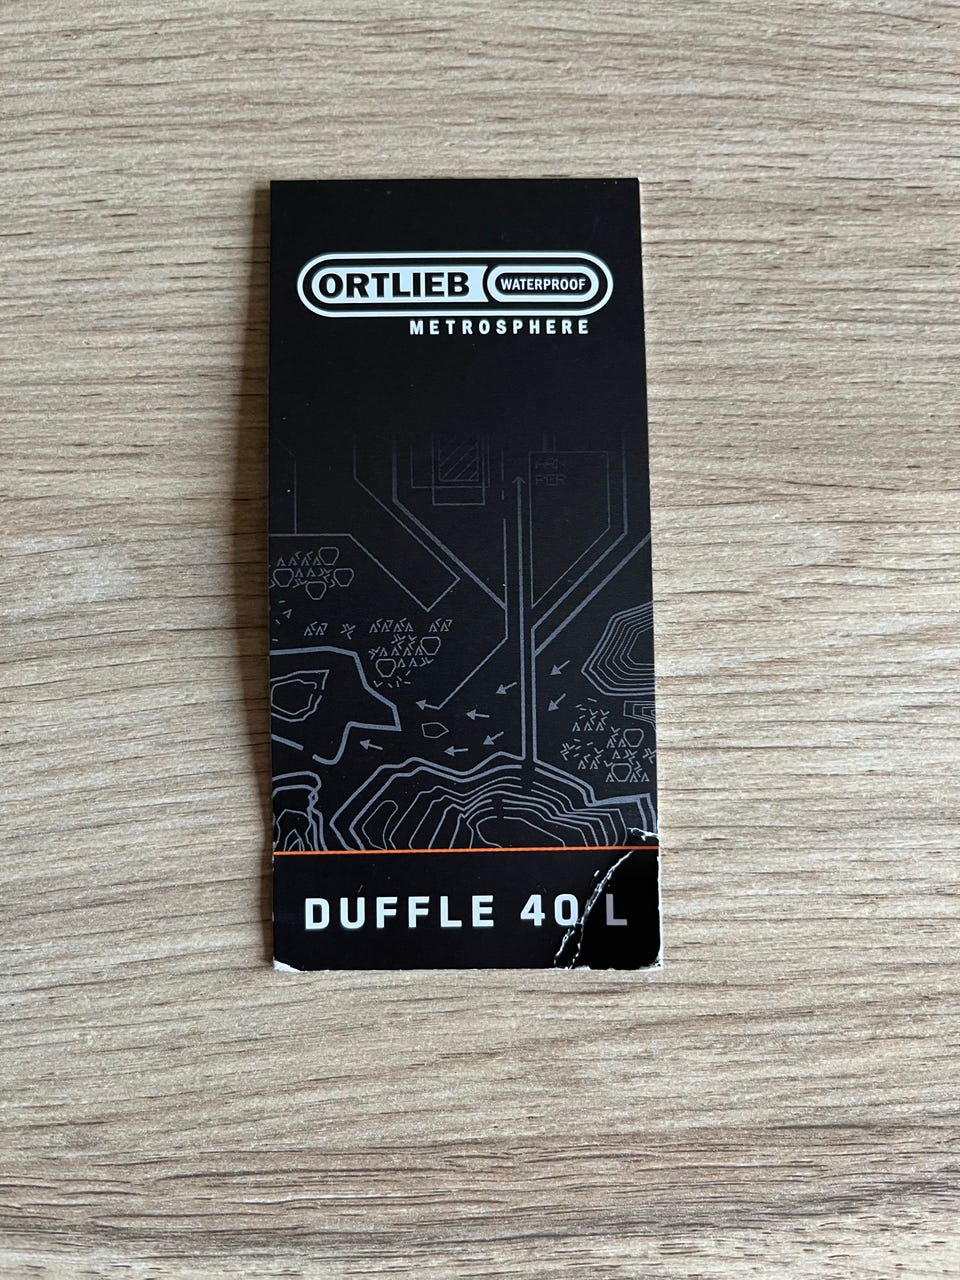 ORTLIEB WATERPROOF
METROSPHERE
DUFFLE 40 L